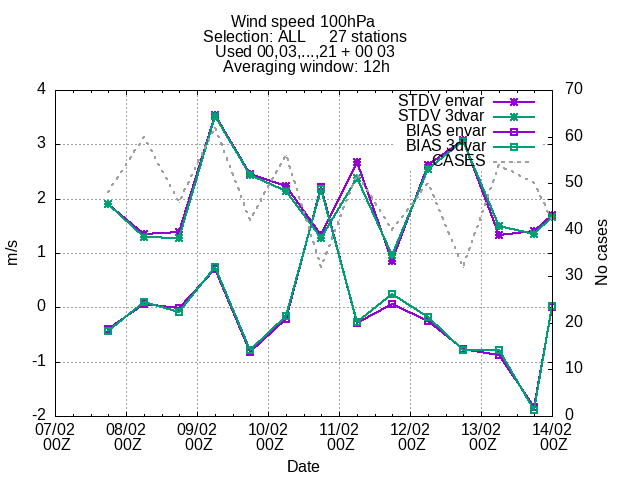 Wind speed 100hPa
Selection: ALL 27 stations
Used 00,03,...,21 + 00 03
Averaging window: 12h
4
3
2
1
0
-1
-2
m/s
70
60
50
40
30
20
10
0
No cases
STDV envar
STDV 3dvar
BIAS envar
BIAS 3dvar
CASES
07/02 08/02 09/02 10/02 11/02 12/02 13/02 14/02
00Z 00Z 00Z 00Z 00Z 00Z 00Z 00Z
Date